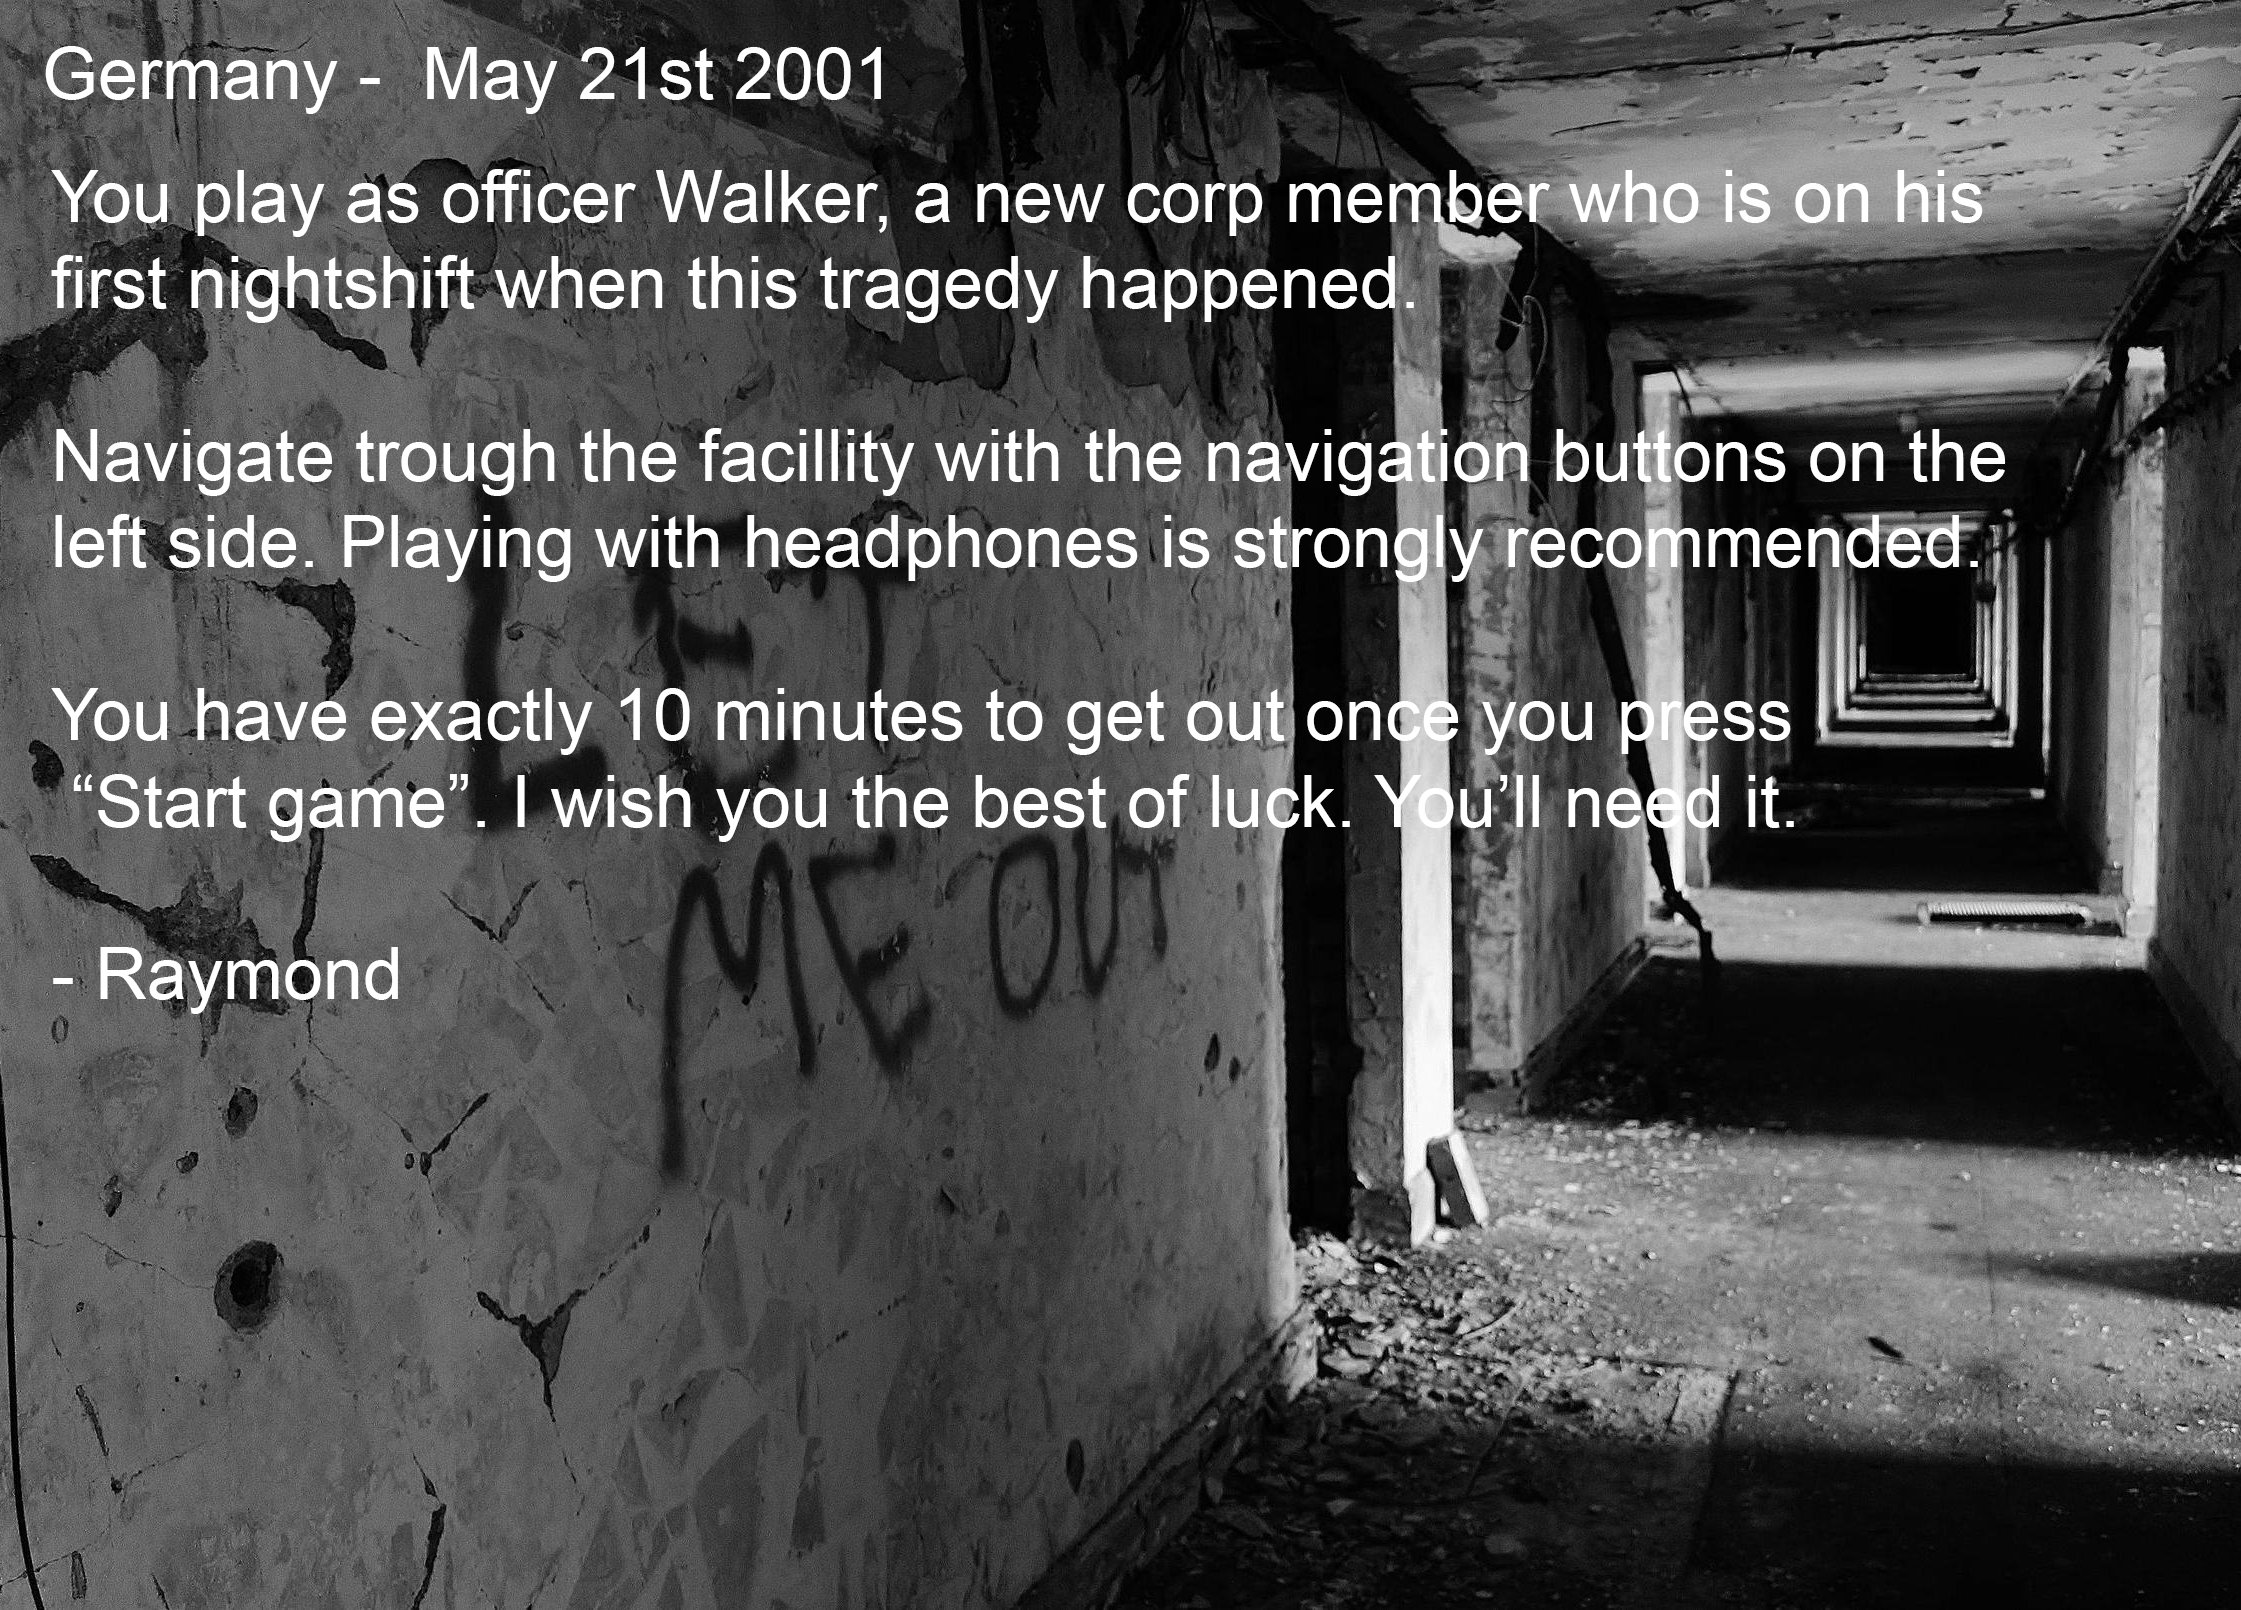 Germany -  May 21st 2001
You play as officer Walker, a new corp member who is on his
first nightshift when this tragedy happened.
Navigate trough the facillity with the navigation buttons on the
left side. Playing with headphones is strongly recommended.
You have exactly 10 minutes to get out once you press
“Start game”. I wish you the best of luck. You’ll need it.
- Raymond
LET
ME OUT